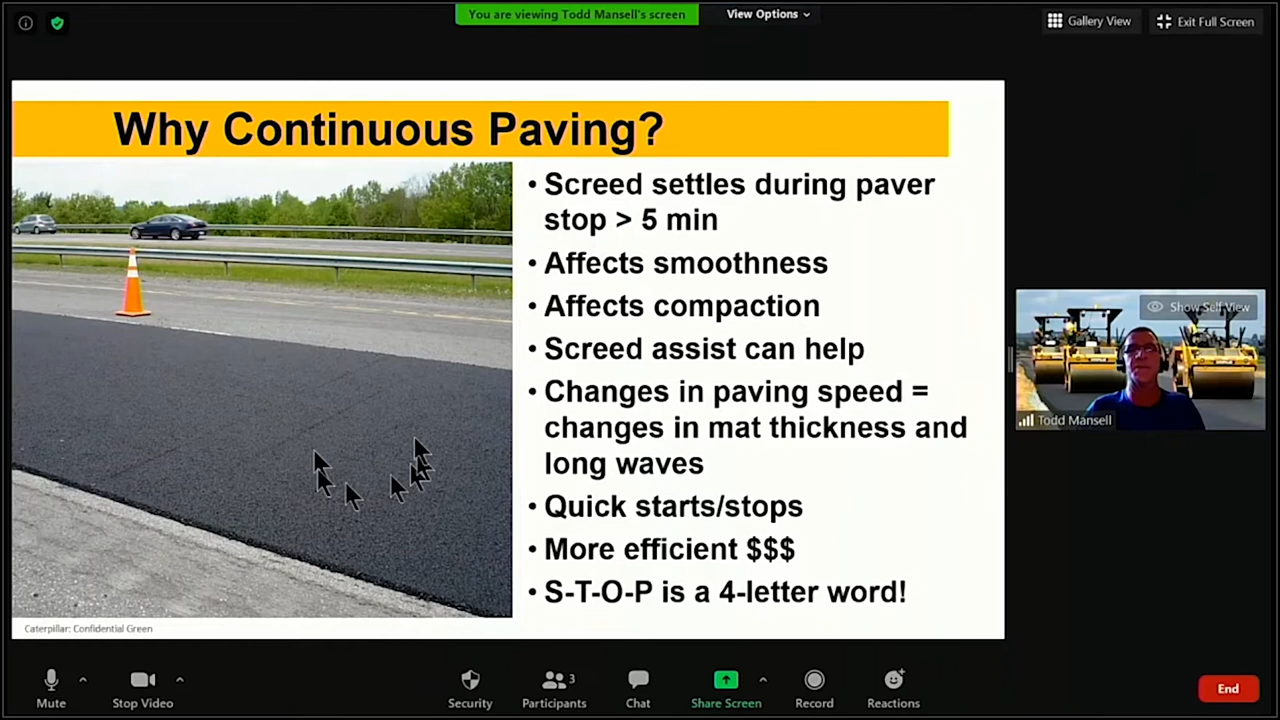 You are viewing Todd Mansell's screen
View Options
Gallery View
Exit Full Screen
Why Continuous Paving?
• Screed settles during paver
stop > 5 min
• Affects smoothness
• Affects compaction
• Screed assist can help
• Changes in paving speed =
changes in mat thickness and
long waves
• Quick starts/stops
• More efficient $$$
• S-T-O-P is a 4-letter word!
Caterpillar: Confidential Green
Show Self View
Todd Mansell
Mute
Stop Video
Security
Participants
3
Chat
Share Screen
Record
Reactions
End